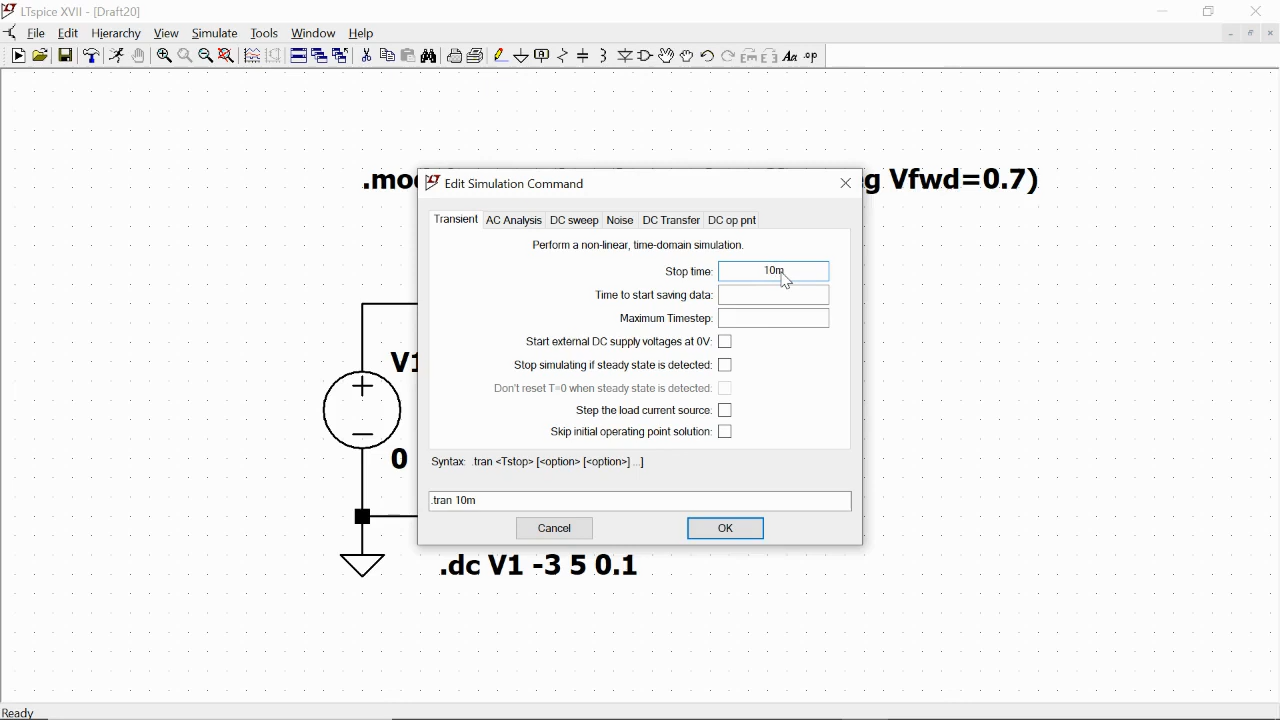 LTspice XVII - [Draft20]
File Edit Hierarchy View Simulate Tools Window Help
Aa .op
g Vfwd=0.7)
Edit Simulation Command
Transient AC Analysis DC sweep Noise DC Transfer DC op pnt
Perform a non-linear, time-domain simulation.
Stop time: 10m
Time to start saving data:
Maximum Timestep:
Start external DC supply voltages at 0V:
Stop simulating if steady state is detected:
Don't reset T=0 when steady state is detected:
Step the load current source:
Skip initial operating point solution:
V1
0
Syntax: .tran <Tstop> [<option> [<option>] ...]
.tran 10m
Cancel OK
.dc V1 -3 5 0.1
Ready